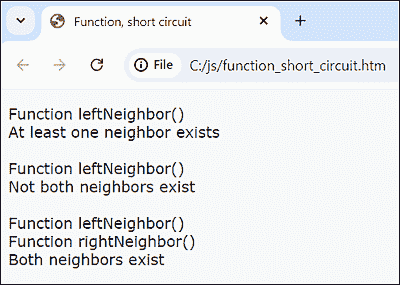 Function, short circuit
File
C:/js/function_short_circuit.htm
Function leftNeighbor()
At least one neighbor exists
Function leftNeighbor()
Not both neighbors exist
Function leftNeighbor()
Function rightNeighbor()
Both neighbors exist